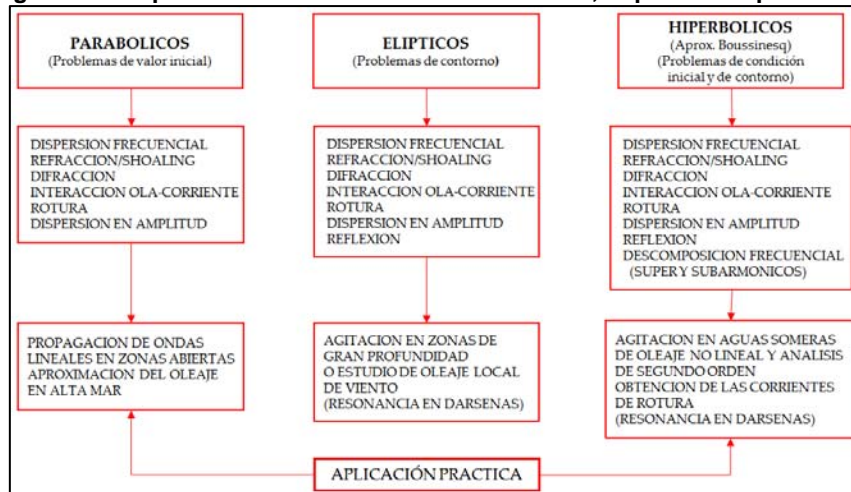 PARABOLICOS
(Problemas de valor inicial)
ELIPTICOS
(Problemas de contorno)
HIPERBOLICOS
(Aprox. Boussinesq)
(Problemas de condición
inicial y de contorno)
DISPERSION FRECUENCIAL
REFRACCION/SHOALING
DIFRACCION
INTERACCION OLA-CORRIENTE
ROTURA
DISPERSION EN AMPLITUD
DISPERSION FRECUENCIAL
REFRACCION/SHOALING
DIFRACCION
INTERACCION OLA-CORRIENTE
ROTURA
DISPERSION EN AMPLITUD
REFLEXION
DISPERSION FRECUENCIAL
REFRACCION/SHOALING
DIFRACCION
INTERACCION OLA-CORRIENTE
ROTURA
DISPERSION EN AMPLITUD
REFLEXION
DESCOMPOSICION FRECUENCIAL
(SUPER Y SUBARMONICOS)
PROPAGACION DE ONDAS
LINEALES EN ZONAS ABIERTAS
APROXIMACION DEL OLEAJE
EN ALTA MAR
AGITACION EN ZONAS DE
GRAN PROFUNDIDAD
O ESTUDIO DE OLEAJE LOCAL
DE VIENTO
(RESONANCIA EN DARSENAS)
AGITACION EN AGUAS SOMERAS
DE OLEAJE NO LINEAL Y ANALISIS
DE SEGUNDO ORDEN
OBTENCION DE LAS CORRIENTES
DE ROTURA
(RESONANCIA EN DARSENAS)
APLICACIÓN PRACTICA